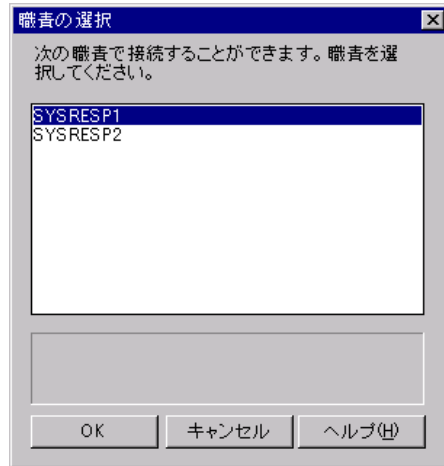 職責の選択
次の職責で接続することができます。職責を選
択してください。
SYSRESP1
SYSRESP2
OK
キャンセル
ヘルプ(H)